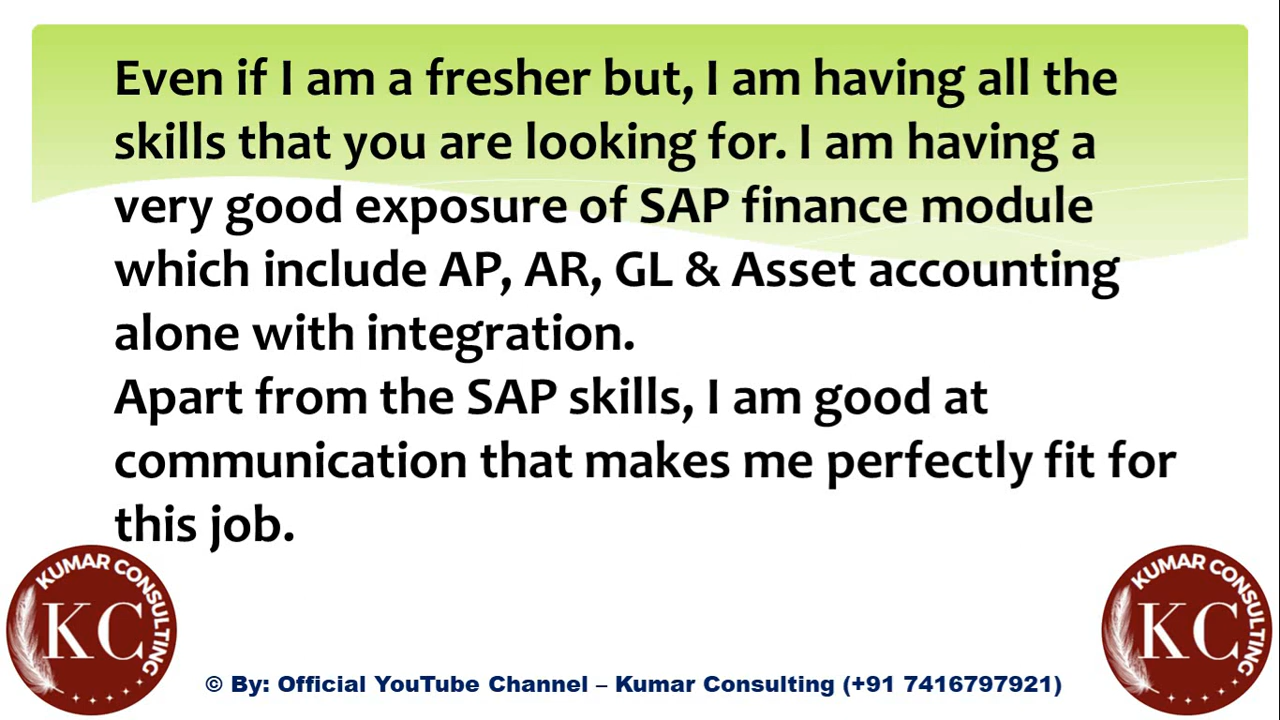 Even if I am a fresher but, I am having all the
skills that you are looking for. I am having a
very good exposure of SAP finance module
which include AP, AR, GL & Asset accounting
alone with integration.
Apart from the SAP skills, I am good at
communication that makes me perfectly fit for
this job.
KUMAR CONSULTING
KC
KUMAR CONSULTING
KC
© By: Official YouTube Channel – Kumar Consulting (+91 7416797921)